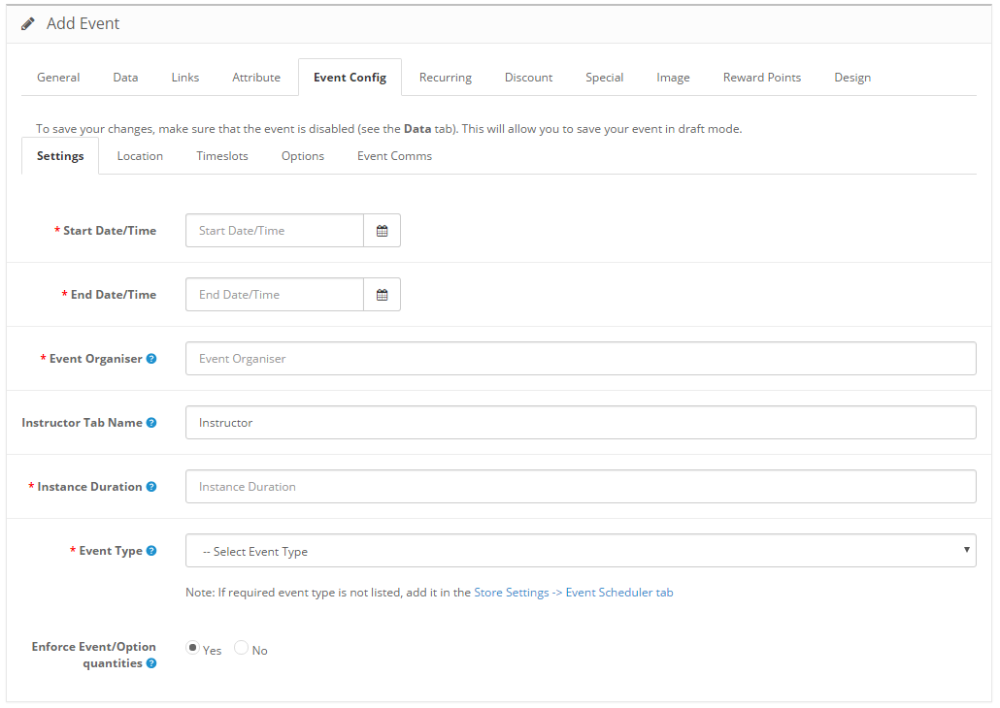 Add Event
General Data Links Attribute Event Config Recurring Discount Special Image Reward Points Design
To save your changes, make sure that the event is disabled (see the Data tab). This will allow you to save your event in draft mode.
Settings Location Timeslots Options Event Comms
* Start Date/Time Start Date/Time
* End Date/Time End Date/Time
* Event Organiser ? Event Organiser
Instructor Tab Name ? Instructor
* Instance Duration ? Instance Duration
* Event Type ? -- Select Event Type
Note: If required event type is not listed, add it in the Store Settings -> Event Scheduler tab
Enforce Event/Option
quantities ? Yes No